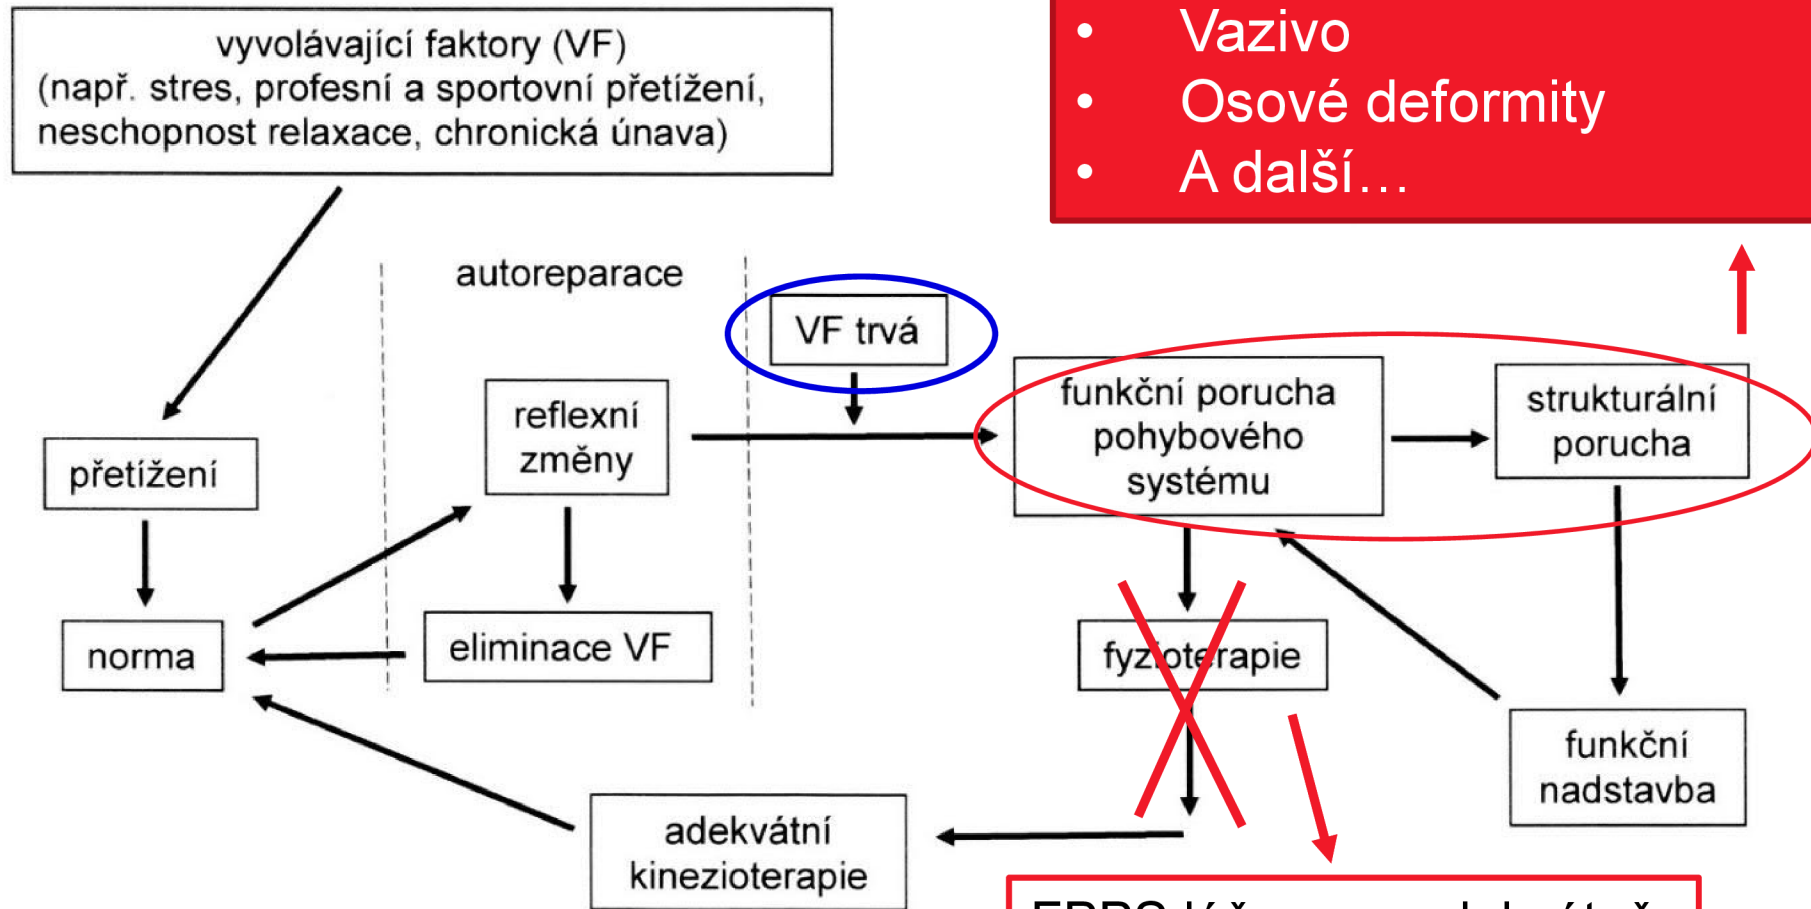 vyvolávající faktory (VF)
(např. stres, profesní a sportovní přetížení,
neschopnost relaxace, chronická únava)
• Vazivo
• Osové deformity
• A další…
autoreparace
VF trvá
přetížení
reflexní
změny
funkční porucha
pohybového
systému
strukturální
porucha
norma
eliminace VF
fyzioterapie
funkční
nadstavba
adekvátní
kinezioterapie